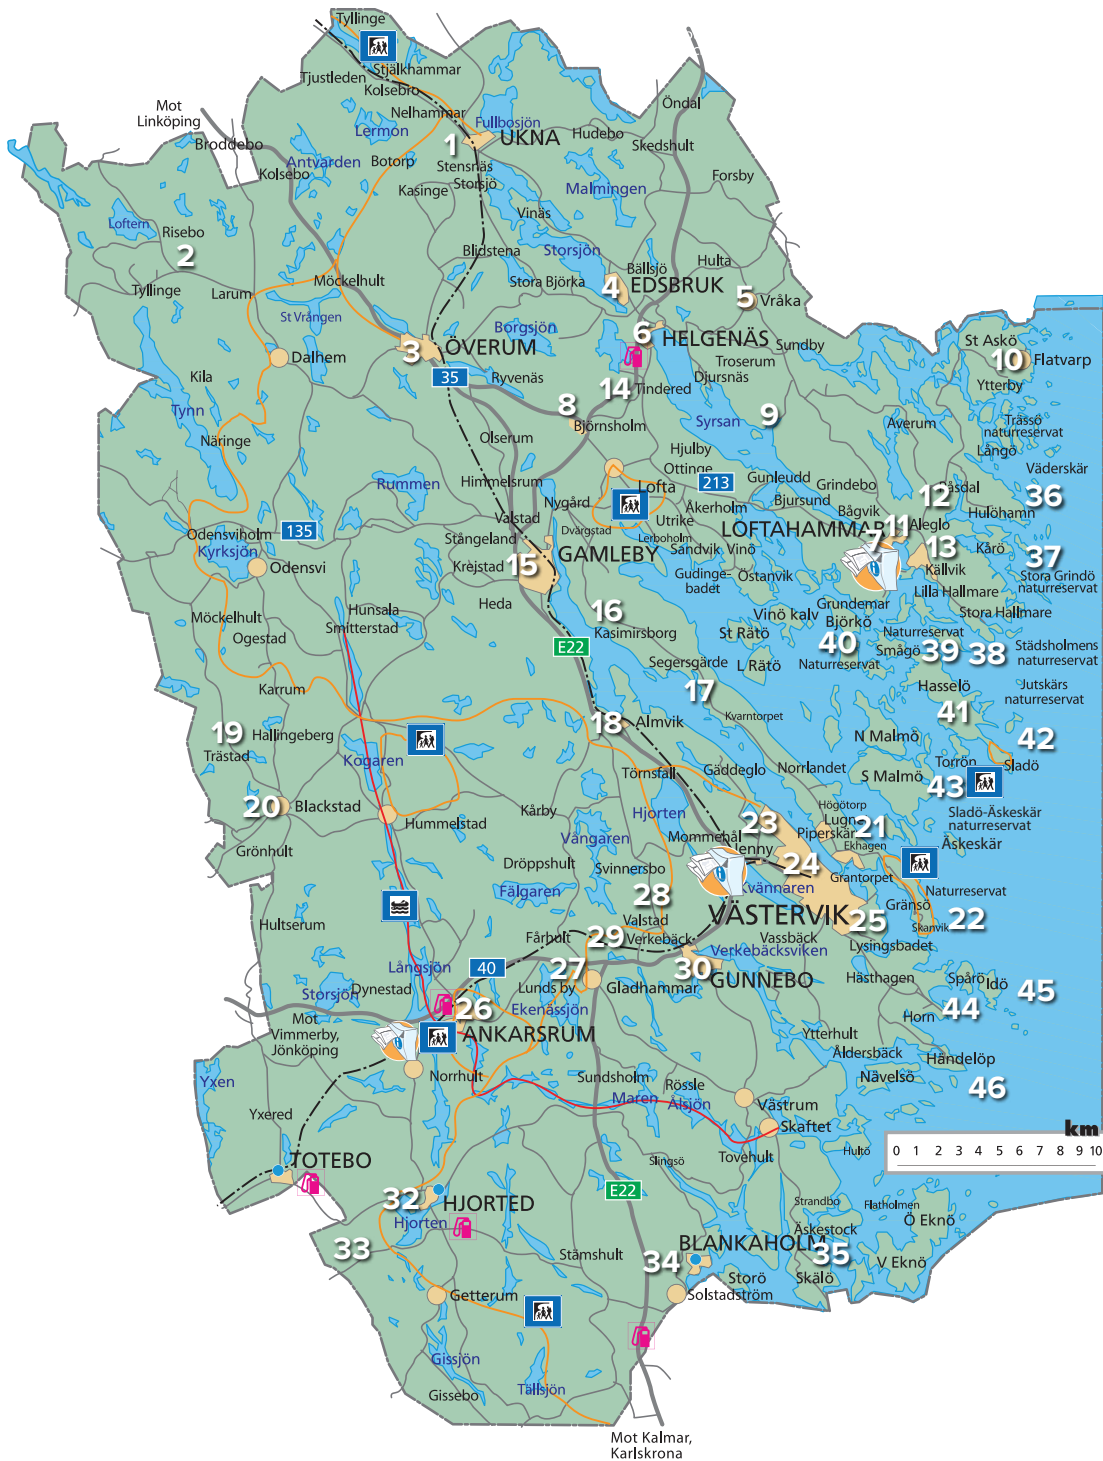 Tyllinge
Stjälkhammar
Tjustleden
Kolsebro
Mot
Linköping
Öndal
Nelhammar
Fullbosjön
Lermon
Broddebo
1
UKNA
Hudebo
Skedshult
Antvarden
Botorp
Kolsebo
Stensnäs
Storsjö
Kasinge
Malmingen
Forsby
Vinäs
Loftern
Risebo
2
Blidstena
Storsjön
Hulta
Bällsjö
Tyllinge
Larum
Möckelhult
Stora Björka
4
EDSBRUK
5
Vråka
St Vrången
Borgsjön
6
HELGENÄS
Sundby
St Askö
3
ÖVERUM
Dalhem
Troserum
10
Flatvarp
35
Ryvenäs
Djursnäs
Kila
14
Tindered
Ytterby
Tynn
8
Björnsholm
Syrsan
9
Averum
Trässö
naturreservat
Näringe
Olserum
Hjulby
Långö
Ottinge
Väderskär
Rummen
Himmelsrum
Lofta
213
Gunleudd
Grindebo
12
Båsdal
36
Nygård
Åkerholm
Bjursund
Bågvik
Hulöhamn
Valstad
Utrike
LOFTAHAMMAR
11
Aleglo
Odensviholm
135
Dvärgstad
Lerboholm
7
Kyrksjön
Stångeland
GAMLEBY
Sandvik
Vinö
13
Kårö
37
Odensvi
15
Krejstad
Gudinge-
badet
Östanvik
Källvik
Stora Grindö
naturreservat
Lilla Hallmare
Heda
16
Grundemar
Hunsala
Vinö kalv
Björkö
Stora Hallmare
Möckelhult
Smitterstad
Kasimirsborg
St Rätö
40
Naturreservat
Ogestad
E22
Smågö
39
38
Städsholmens
naturreservat
Segersgärde
L Rätö
Naturreservat
Karrum
17
Hasselö
Jutskärs
naturreservat
Kvarntorpet
41
19
Hallingeberg
18
Almvik
N Malmö
42
Trästad
Kogaren
Törnsfall
Gäddeglo
Norrlandet
Torrön
Sladö
S Malmö
43
20
Blackstad
Kårby
Hjorten
Högötorp
Sladö-Äskeskär
naturreservat
Hummelstad
Lugna
21
23
Piperskär
Vångaren
Mommehål
Ekhagen
Äskeskär
Grönhult
Jenny
Dröppshult
Svinnersbo
24
Grantorpet
Fälgaren
28
Kvännaren
Naturreservat
Gränsö
VÄSTERVIK
25
Skanvik
22
Hultserum
29
Valstad
Fårhult
Verkebäck
Vassbäck
Lysingsbadet
Verkebäcksviken
Långsjön
40
27
30
GUNNEBO
Hästhagen
Spårö
Idö
45
Storsjön
Dynestad
Lunds by
Gladhammar
Ekenässjön
44
26
Horn
Mot
Vimmerby,
Jönköping
ANKARSRUM
Ytterhult
Åldersbäck
Händelöp
Yxen
Norrhult
Sundsholm
Rössle
Nävelsö
46
Maren
Älsjön
Västrum
Yxered
Skaftet
km
0 1 2 3 4 5 6 7 8 9 10
Tovehult
Hultö
TOTEBO
Slingsö
E22
32
HJORTED
Strandbo
Flatholmen
Hjorten
Äskestock
Ö Eknö
33
Stämshult
BLANKAHOLM
34
35
V Eknö
Storö
Skälö
Getterum
Solstadström
Gissjön
Gissebo
Tällsjön
Mot Kalmar,
Karlskrona